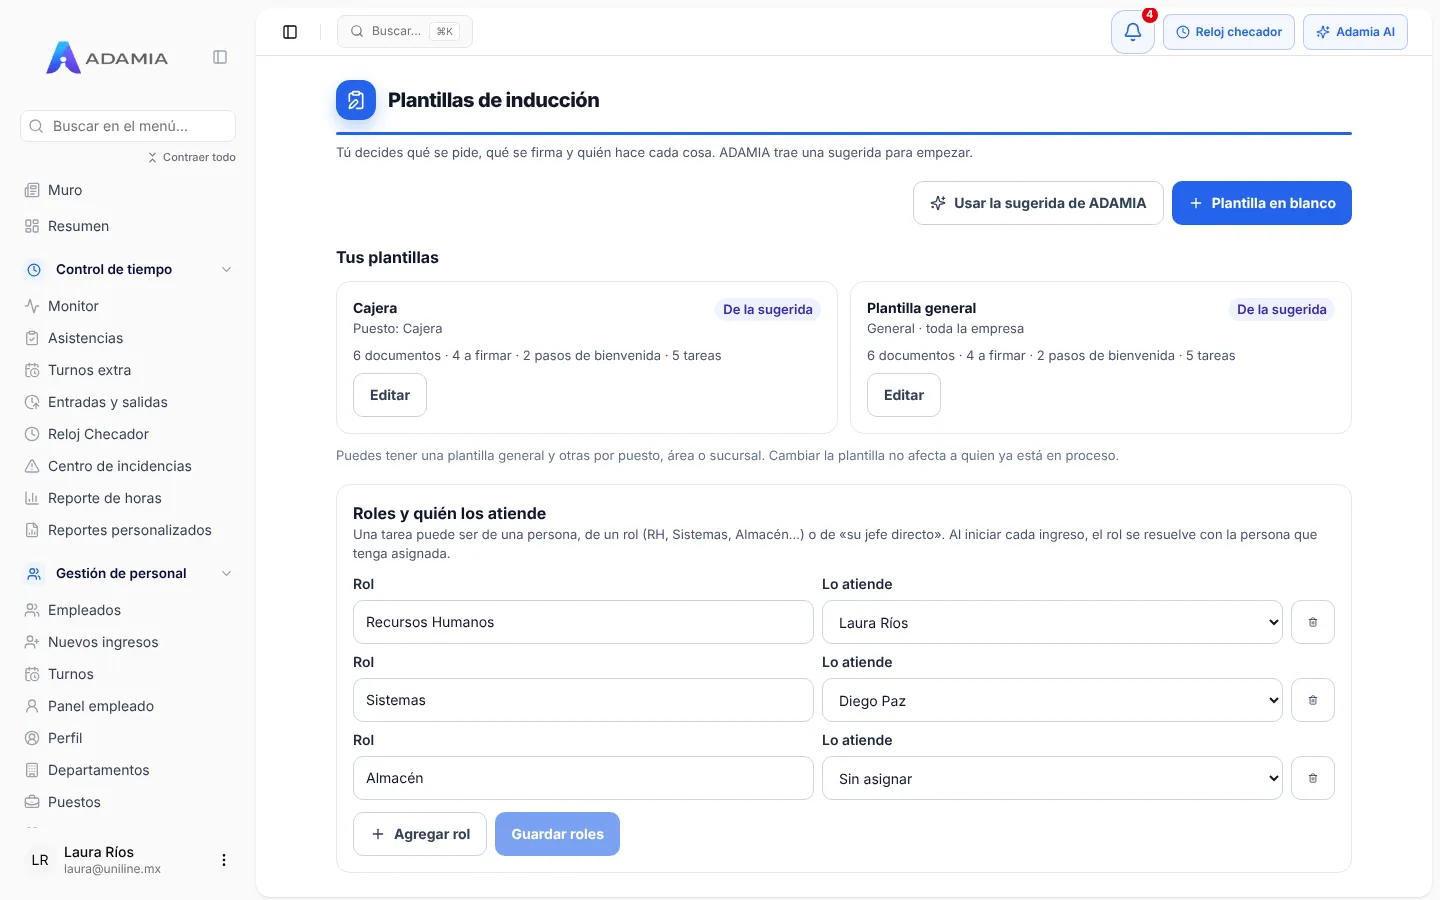 ADAMIA
Buscar en el menú...
Contraer todo
Muro
Resumen
Control de tiempo
Monitor
Asistencias
Turnos extra
Entradas y salidas
Reloj Checador
Centro de incidencias
Reporte de horas
Reportes personalizados
Gestión de personal
Empleados
Nuevos ingresos
Turnos
Panel empleado
Perfil
Departamentos
Puestos
LR
Laura Ríos
laura@uniline.mx
Buscar... ⌘K
4
Reloj checador
Adamia AI
Plantillas de inducción
Tú decides qué se pide, qué se firma y quién hace cada cosa. ADAMIA trae una sugerida para empezar.
Usar la sugerida de ADAMIA
Plantilla en blanco
Tus plantillas
Cajera
De la sugerida
Puesto: Cajera
6 documentos · 4 a firmar · 2 pasos de bienvenida · 5 tareas
Editar
Plantilla general
De la sugerida
General · toda la empresa
6 documentos · 4 a firmar · 2 pasos de bienvenida · 5 tareas
Editar
Puedes tener una plantilla general y otras por puesto, área o sucursal. Cambiar la plantilla no afecta a quien ya está en proceso.
Roles y quién los atiende
Una tarea puede ser de una persona, de un rol (RH, Sistemas, Almacén...) o de «su jefe directo». Al iniciar cada ingreso, el rol se resuelve con la persona que
tenga asignada.
Rol
Lo atiende
Recursos Humanos
Laura Ríos
Rol
Lo atiende
Sistemas
Diego Paz
Rol
Lo atiende
Almacén
Sin asignar
Agregar rol
Guardar roles